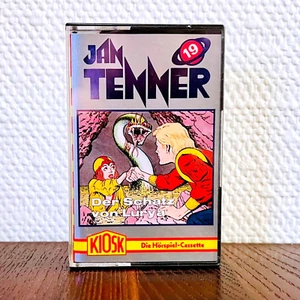 JAN
TENNER
19
Der Schatz
von Lurya
KIOSK
Die Hörspiel-Cassette